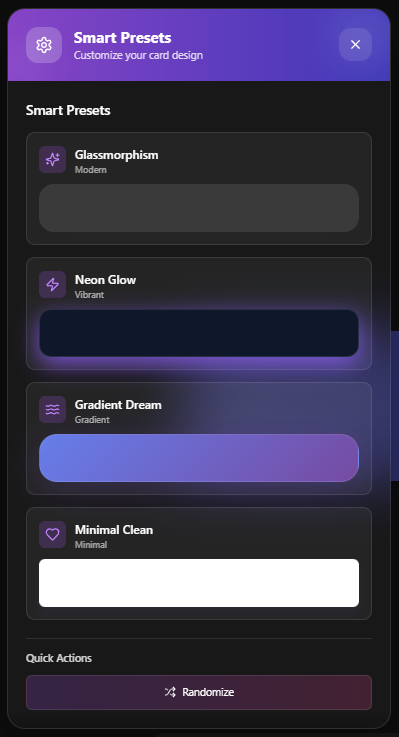 Smart Presets
Customize your card design
Smart Presets
Glassmorphism
Modern
Neon Glow
Vibrant
Gradient Dream
Gradient
Minimal Clean
Minimal
Quick Actions
Randomize